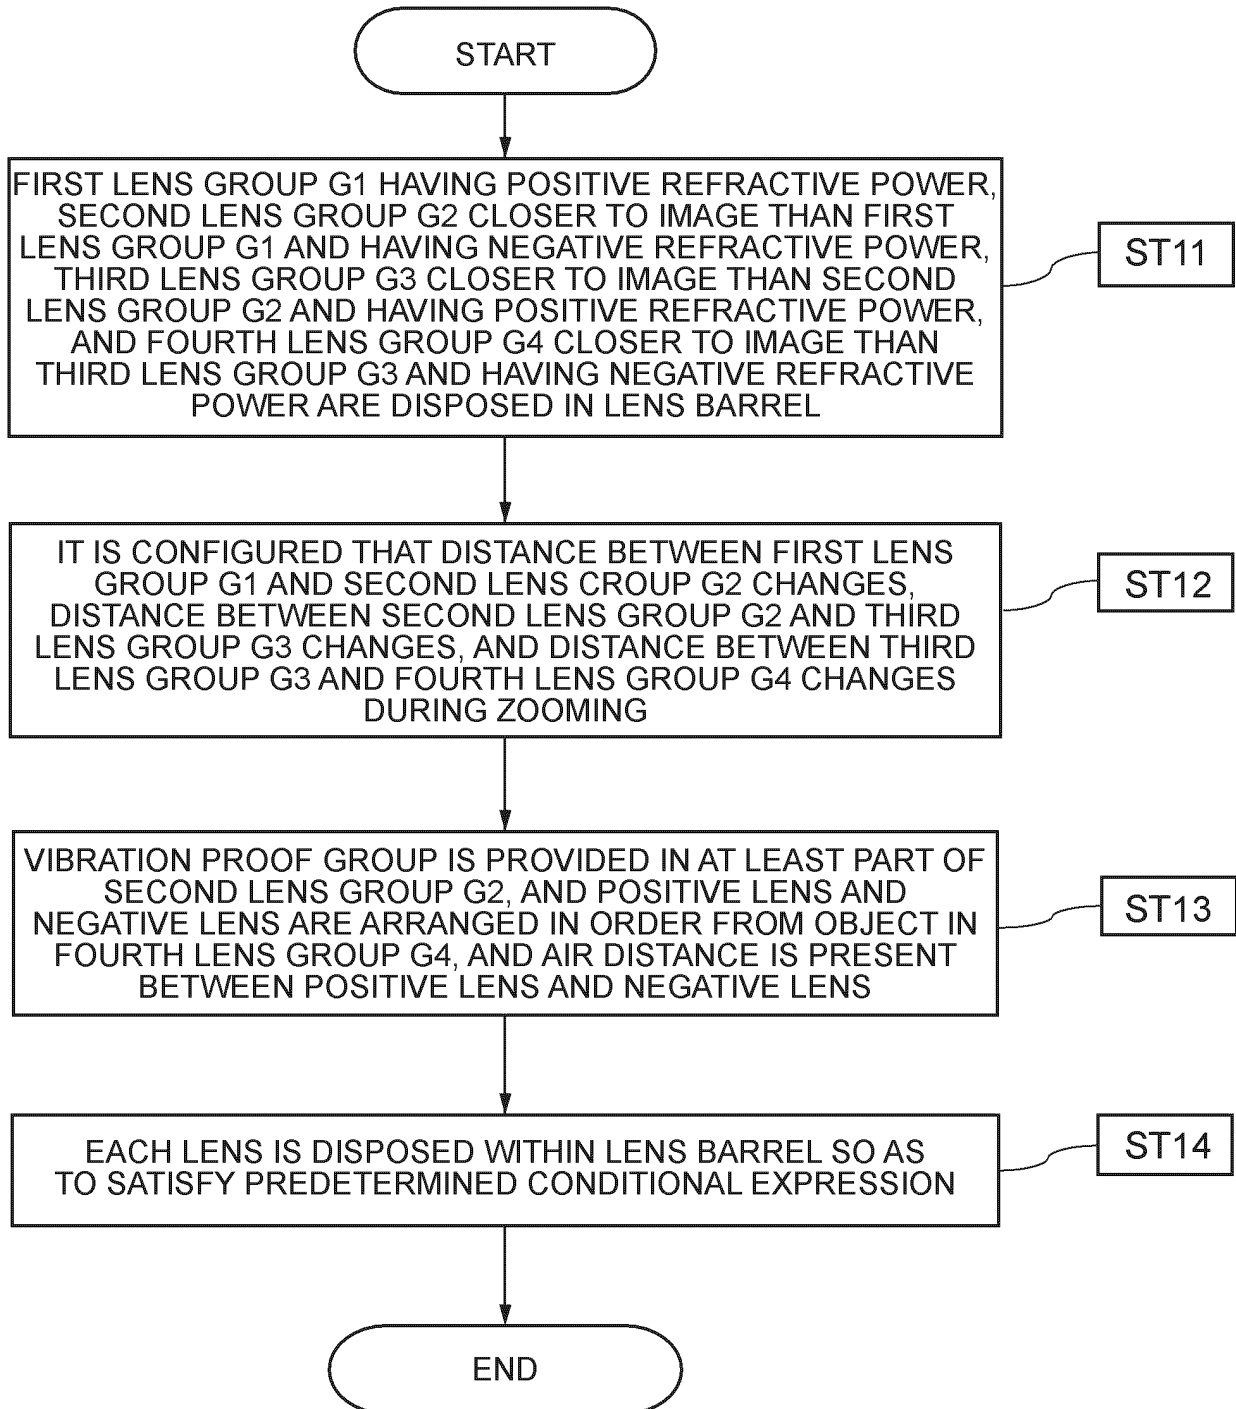 START
FIRST LENS GROUP G1 HAVING POSITIVE REFRACTIVE POWER,
SECOND LENS GROUP G2 CLOSER TO IMAGE THAN FIRST
LENS GROUP G1 AND HAVING NEGATIVE REFRACTIVE POWER,
THIRD LENS GROUP G3 CLOSER TO IMAGE THAN SECOND
LENS GROUP G2 AND HAVING POSITIVE REFRACTIVE POWER,
AND FOURTH LENS GROUP G4 CLOSER TO IMAGE THAN
THIRD LENS GROUP G3 AND HAVING NEGATIVE REFRACTIVE
POWER ARE DISPOSED IN LENS BARREL
ST11
IT IS CONFIGURED THAT DISTANCE BETWEEN FIRST LENS
GROUP G1 AND SECOND LENS CROUP G2 CHANGES,
DISTANCE BETWEEN SECOND LENS GROUP G2 AND THIRD
LENS GROUP G3 CHANGES, AND DISTANCE BETWEEN THIRD
LENS GROUP G3 AND FOURTH LENS GROUP G4 CHANGES
DURING ZOOMING
ST12
VIBRATION PROOF GROUP IS PROVIDED IN AT LEAST PART OF
SECOND LENS GROUP G2, AND POSITIVE LENS AND
NEGATIVE LENS ARE ARRANGED IN ORDER FROM OBJECT IN
FOURTH LENS GROUP G4, AND AIR DISTANCE IS PRESENT
BETWEEN POSITIVE LENS AND NEGATIVE LENS
ST13
EACH LENS IS DISPOSED WITHIN LENS BARREL SO AS
TO SATISFY PREDETERMINED CONDITIONAL EXPRESSION
ST14
END